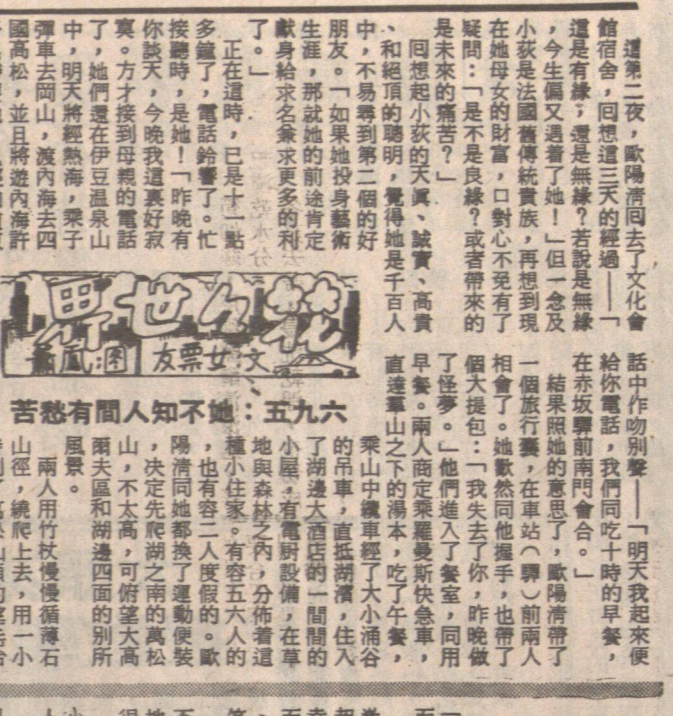 花花世界
文 女票友
圖：鳳蕭
六九五：她不知人間有愁苦
這第二夜，歐陽清囘去了文化會
館宿舍，囘想這三天的經過——「
這是有緣，還是無緣？若說是無緣
，今生偏又遇着了她！」但一念及
小荻是法國舊傳統貴族，再想到現
在她母女的財富，口對心不免有了
疑問：「是不是良緣？或者帶來的
是未來的痛苦？」
囘想起小荻的天眞、誠實、高貴
、和絕頂的聰明，覺得她是千百人
中，不易尋到第二個的好
朋友。「如果她投身藝術
生涯，那就她的前途肯定
献身給求名兼求更多的利
了。」
正在這時，已是十一點
多鐘了，電話鈴響了。忙
接聽時，是她！「昨晚有
你談天，今晚我這裏好寂
寞。方才接到母親的電話
了，她們還在伊豆温泉山
中，明天將經熱海，乘子
彈車去岡山，渡內海去四
國高松，並且將遊內海許
話中作吻別聲——「明天我起來便
給你電話，我們同吃十時的早餐，
在赤坂驛前南門會合。」
結果照她的意思了，歐陽清帶了
一個旅行囊，在車站（驛）前兩人
相會了。她歡然同他握手，也帶了
個大提包：「我失去了你，昨晚做
了怪夢。」他們進入了餐室，同用
早餐。兩人商定乘羅曼斯快急車，
直達羣山之下的湯本，吃了午餐，
乘山中纜車經了大小涌谷
的吊車，直抵湖濱，住入
了湖邊大酒店的一間間的
小屋，有電厨設備，在草
地與森林之內，分佈着這
種小住家。有容五六人的
，也有容二人度假的。歐
陽清同她都換了運動便裝
，決定先爬湖之南的萬松
山，不太高，可俯望大高
爾夫區和湖邊四面的別所
風景。
兩人用竹杖慢慢循薄石
山徑，繞爬上去，用一小